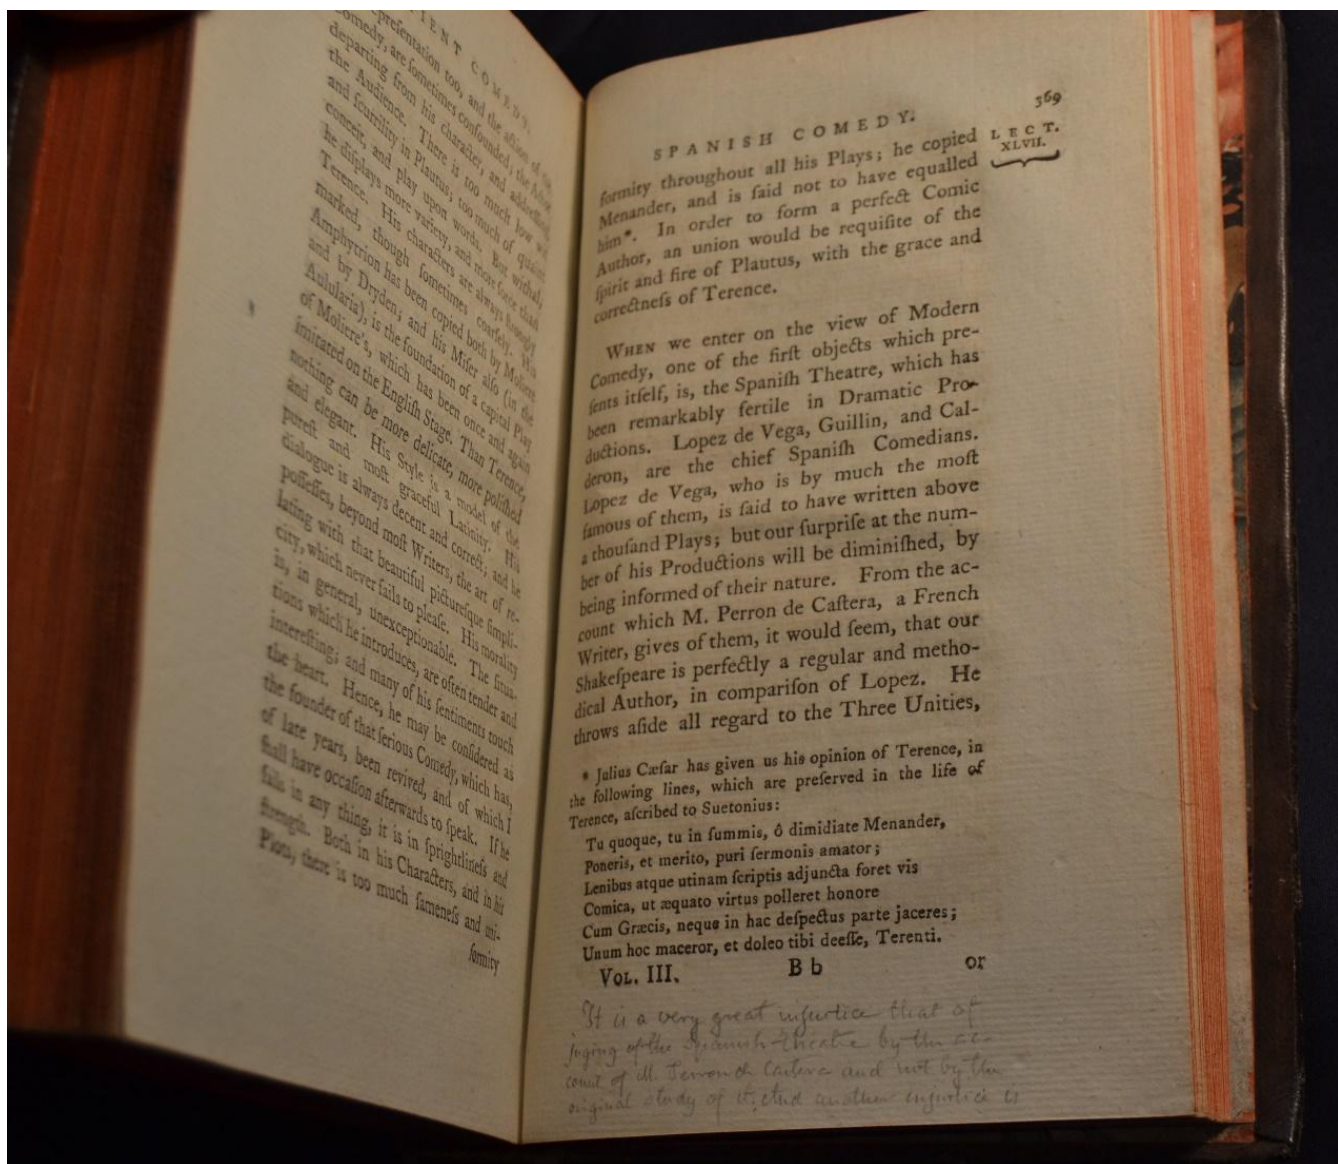 IENT COMEDY.
representation too, and the action of the
Comedy, are ſometimes confounded, the Actor
departing from his character, and addreſſing
the Audience. There is too much low wit
and ſcurrility in Plautus; too much of quaint
conceit, and play upon words. But withal,
he diſplays more variety, and more force than
Terence. His characters are always ſtrongly
marked, though ſometimes coarſely. His
Amphytrion has been copied both by Moliere
and by Dryden; and his Miſer alſo (in the
Aulularia), is the foundation of a capital Play
of Moliere's, which has been once and again
imitated on the Engliſh Stage. Than Terence,
nothing can be more delicate, more poliſhed
and elegant. His Style is a model of the
pureſt and moſt graceful Latinity. His
dialogue is always decent and correct; and he
poſſeſſes, beyond moſt Writers, the art of re-
lating with that beautiful pictureſque ſimpli-
city, which never fails to pleaſe. His morality
is, in general, unexceptionable. The ſitua-
tions which he introduces, are often tender and
intereſting; and many of his ſentiments touch
the heart. Hence, he may be conſidered as
the founder of that ſerious Comedy, which has,
of late years, been revived, and of which I
ſhall have occaſion afterwards to ſpeak. If he
fails in any thing, it is in ſprightlineſs and
ſtrength. Both in his Characters, and in his
Plots, there is too much ſameneſs and uni-
formity
SPANISH COMEDY. 369
LECT.
XLVII.
formity throughout all his Plays; he copied
Menander, and is ſaid not to have equalled
him*. In order to form a perfect Comic
Author, an union would be requiſite of the
ſpirit and fire of Plautus, with the grace and
correctneſs of Terence.
WHEN we enter on the view of Modern
Comedy, one of the firſt objects which pre-
ſents itſelf, is, the Spaniſh Theatre, which has
been remarkably fertile in Dramatic Pro-
ductions. Lopez de Vega, Guillin, and Cal-
deron, are the chief Spaniſh Comedians.
Lopez de Vega, who is by much the moſt
famous of them, is ſaid to have written above
a thouſand Plays; but our ſurpriſe at the num-
ber of his Productions will be diminiſhed, by
being informed of their nature. From the ac-
count which M. Perron de Caſtera, a French
Writer, gives of them, it would ſeem, that our
Shakeſpeare is perfectly a regular and metho-
dical Author, in compariſon of Lopez. He
throws aſide all regard to the Three Unities,
* Julius Cæſar has given us his opinion of Terence, in
the following lines, which are preſerved in the life of
Terence, aſcribed to Suetonius:
Tu quoque, tu in ſummis, ô dimidiate Menander,
Poneris, et merito, puri ſermonis amator;
Lenibus atque utinam ſcriptis adjuncta foret vis
Comica, ut æquato virtus polleret honore
Cum Græcis, neque in hac deſpectus parte jaceres;
Unum hoc maceror, et doleo tibi deeſſe, Terenti.
VOL. III. B b or
It is a very great injustice that of
juging of the Spanish theatre by the ac-
count of M. Perron de Castera and not by the
original study of it, And another injustice is